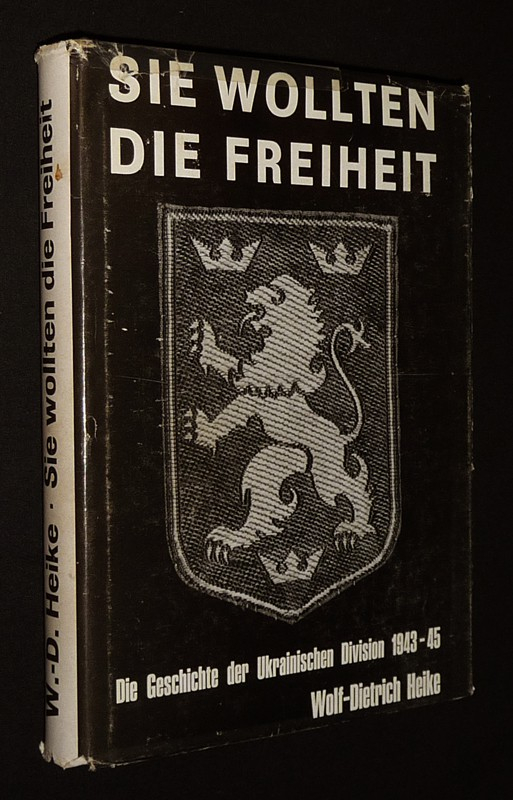 SIE WOLLTEN
DIE FREIHEIT
Die Geschichte der Ukrainischen Division 1943-45
Wolf-Dietrich Heike
W.-D. Heike · Sie wollten die Freiheit